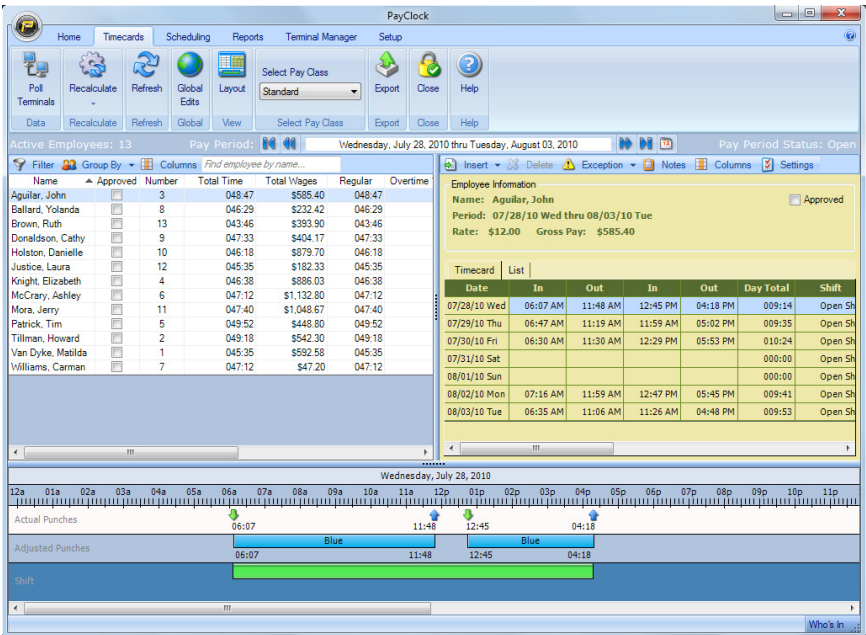 PayClock
Home Timecards Scheduling Reports Terminal Manager Setup
Poll Terminals
Recalculate
Refresh
Global Edits
Layout
Select Pay Class
Standard
Export
Close
Help
Data Recalculate Refresh Global View Select Pay Class Export Close Help
Active Employees: 13 Pay Period: Wednesday, July 28, 2010 thru Tuesday, August 03, 2010 Pay Period Status: Open
Filter Group By Columns Find employee by name...
Name Approved Number Total Time Total Wages Regular Overtime
Aguilar, John 3 048:47 $585.40 048:47
Ballard, Yolanda 8 046:29 $232.42 046:29
Brown, Ruth 13 043:46 $393.90 043:46
Donaldson, Cathy 9 047:33 $404.17 047:33
Holston, Danielle 10 046:18 $879.70 046:18
Justice, Laura 12 045:35 $182.33 045:35
Knight, Elizabeth 4 046:38 $886.03 046:38
McCrary, Ashley 6 047:12 $1,132.80 047:12
Mora, Jerry 11 047:40 $1,048.67 047:40
Patrick, Tim 5 049:52 $448.80 049:52
Tillman, Howard 2 049:18 $542.30 049:18
Van Dyke, Matilda 1 045:35 $592.58 045:35
Williams, Carman 7 047:12 $47.20 047:12
Insert Delete Exception Notes Columns Settings
Employee Information
Name: Aguilar, John
Approved
Period: 07/28/10 Wed thru 08/03/10 Tue
Rate: $12.00 Gross Pay: $585.40
Timecard List
Date In Out In Out Day Total Shift
07/28/10 Wed 06:07 AM 11:48 AM 12:45 PM 04:18 PM 009:14 Open Sh
07/29/10 Thu 06:47 AM 11:19 AM 11:59 AM 05:02 PM 009:35 Open Sh
07/30/10 Fri 06:30 AM 11:30 AM 12:29 PM 05:53 PM 010:24 Open Sh
07/31/10 Sat 000:00 Open Sh
08/01/10 Sun 000:00 Open Sh
08/02/10 Mon 07:16 AM 11:59 AM 12:47 PM 05:45 PM 009:41 Open Sh
08/03/10 Tue 06:35 AM 11:06 AM 11:26 AM 04:48 PM 009:53 Open Sh
Wednesday, July 28, 2010
12a 01a 02a 03a 04a 05a 06a 07a 08a 09a 10a 11a 12p 01p 02p 03p 04p 05p 06p 07p 08p 09p 10p 11p
Actual Punches
06:07 11:48 12:45 04:18
Adjusted Punches
Blue Blue
06:07 11:48 12:45 04:18
Shift
Who's In